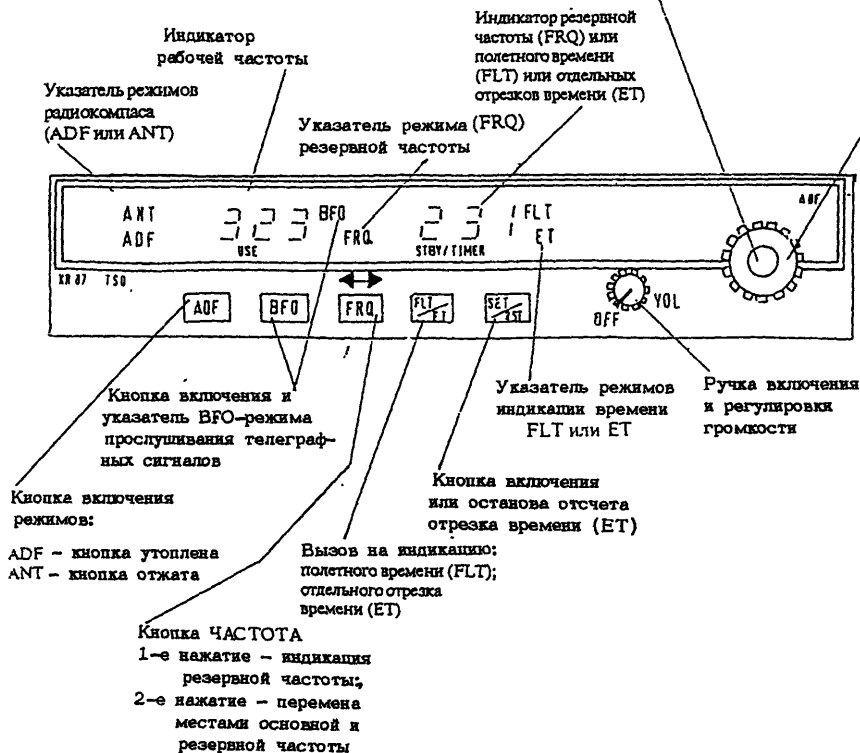 Индикатор резервной
частоты (FRQ) или
полетного времени
(FLT) или отдельных
отрезков времени (ET)
Индикатор
рабочей частоты
Указатель режимов
радиокомпаса
(ADF или ANT)
Указатель режима (FRQ)
резервной частоты
ANT
ADF
323
BFO
USE
FRQ
231
STBY/TIMER
FLT
ET
ADF
KR 87 TSO
ADF
BFO
FRQ
FLT
ET
SET
RST
OFF
VOL
Кнопка включения и
указатель BFO-режима
прослушивания телеграф-
ных сигналов
Указатель режимов
индикации времени
FLT или ET
Ручка включения
и регулировки
громкости
Кнопка включения
или останова отсчета
отрезка времени (ET)
Кнопка включения
режимов:
ADF – кнопка утоплена
ANT – кнопка отжата
Вызов на индикацию:
полетного времени (FLT);
отдельного отрезка
времени (ET)
Кнопка ЧАСТОТА
1-е нажатие – индикация
резервной частоты;
2-е нажатие – перемена
местами основной и
резервной частоты